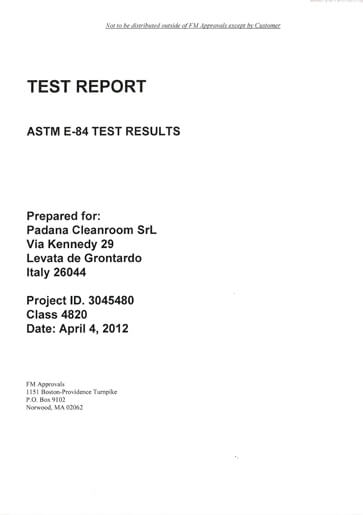 Not to be distributed outside of FM Approvals except by Customer
TEST REPORT
ASTM E-84 TEST RESULTS
Prepared for:
Padana Cleanroom SrL
Via Kennedy 29
Levata de Grontardo
Italy 26044
Project ID. 3045480
Class 4820
Date: April 4, 2012
FM Approvals
1151 Boston-Providence Turnpike
P.O. Box 9102
Norwood, MA 02062